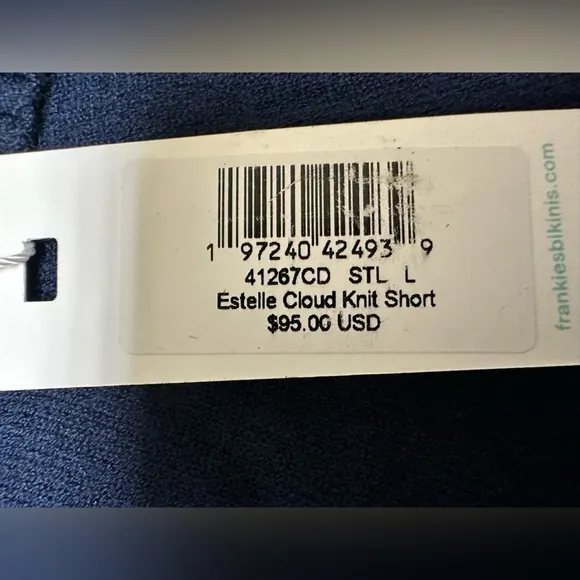 1 97240 42493 9
41267CD STL L
Estelle Cloud Knit Short
$95.00 USD
frankiesbikinis.com